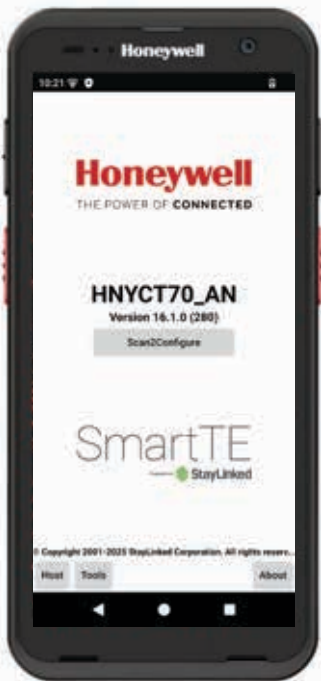 Honeywell
10:21
Honeywell
THE POWER OF CONNECTED
HNYCT70_AN
Version 16.1.0 (280)
Scan2Configure
SmartTE
StayLinked
© Copyright 2001-2025 StayLinked Corporation. All rights reserv...
Host Tools About